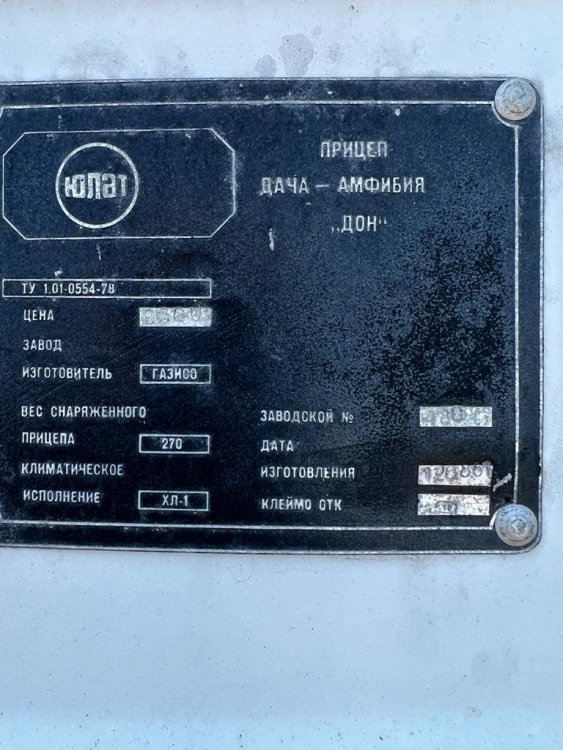 ЮЛАТ
ПРИЦЕП
ДАЧА — АМФИБИЯ
„ДОН"
ТУ 1.01-0554-78
ЦЕНА
ЗАВОД
ИЗГОТОВИТЕЛЬ ГАЗИСО
ВЕС СНАРЯЖЕННОГО
ПРИЦЕПА 270
КЛИМАТИЧЕСКОЕ
ИСПОЛНЕНИЕ ХЛ-1
ЗАВОДСКОЙ №
ДАТА
ИЗГОТОВЛЕНИЯ
КЛЕЙМО ОТК